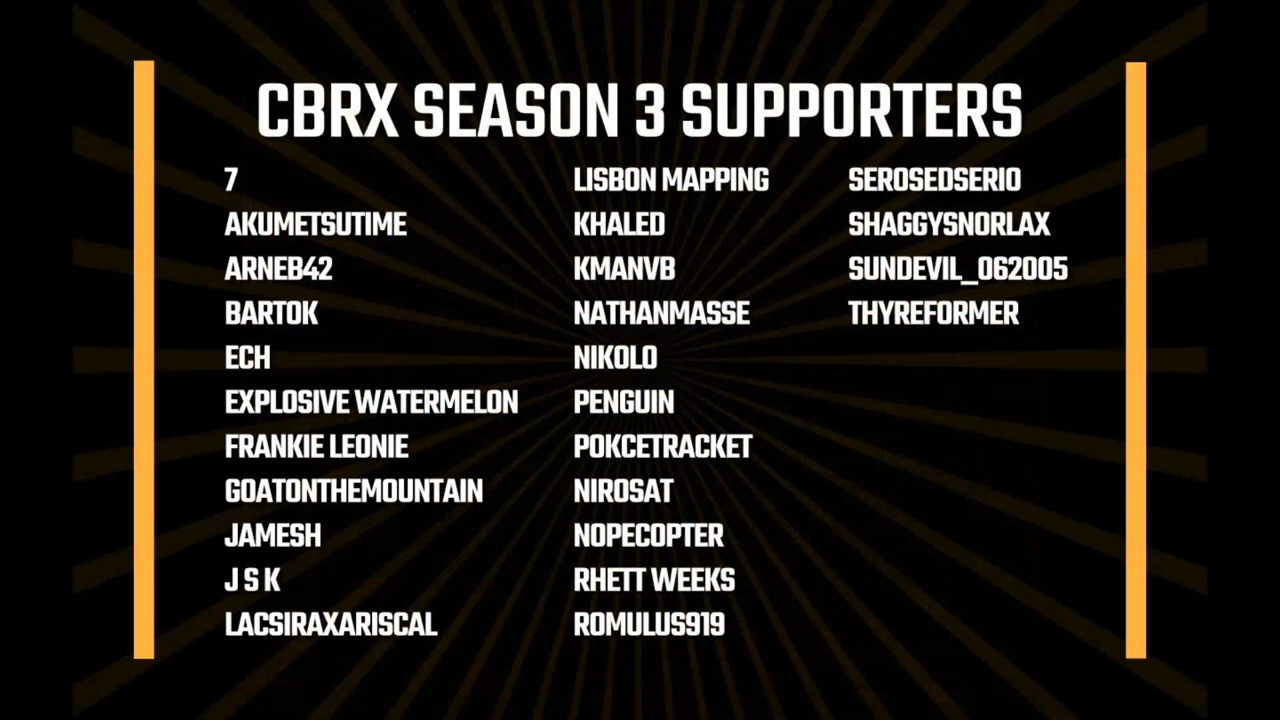 CBRX SEASON 3 SUPPORTERS
7
AKUMETSUTIME
ARNEB42
BARTOK
ECH
EXPLOSIVE WATERMELON
FRANKIE LEONIE
GOATONTHEMOUNTAIN
JAMESH
J S K
LACSIRAXARISCAL
LISBON MAPPING
KHALED
KMANVB
NATHANMASSE
NIKOLO
PENGUIN
POKCETRACKET
NIROSAT
NOPECOPTER
RHETT WEEKS
ROMULUS919
SEROSEDSERIO
SHAGGYSNORLAX
SUNDEVIL_062005
THYREFORMER